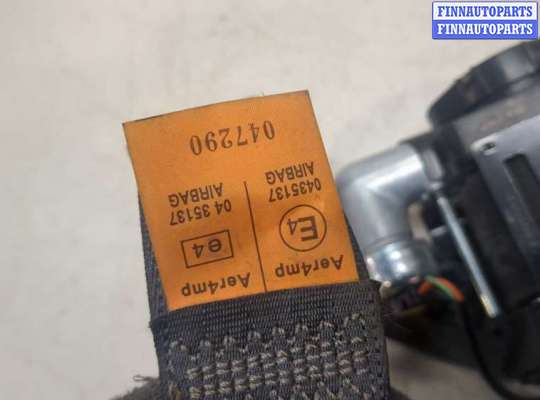 FINNAUTOPARTS
FINNAUTOPARTS
Aer4mp
E4
0435137
AIRBAG
Aer4mp
e4
04 35137
AIRBAG
047290